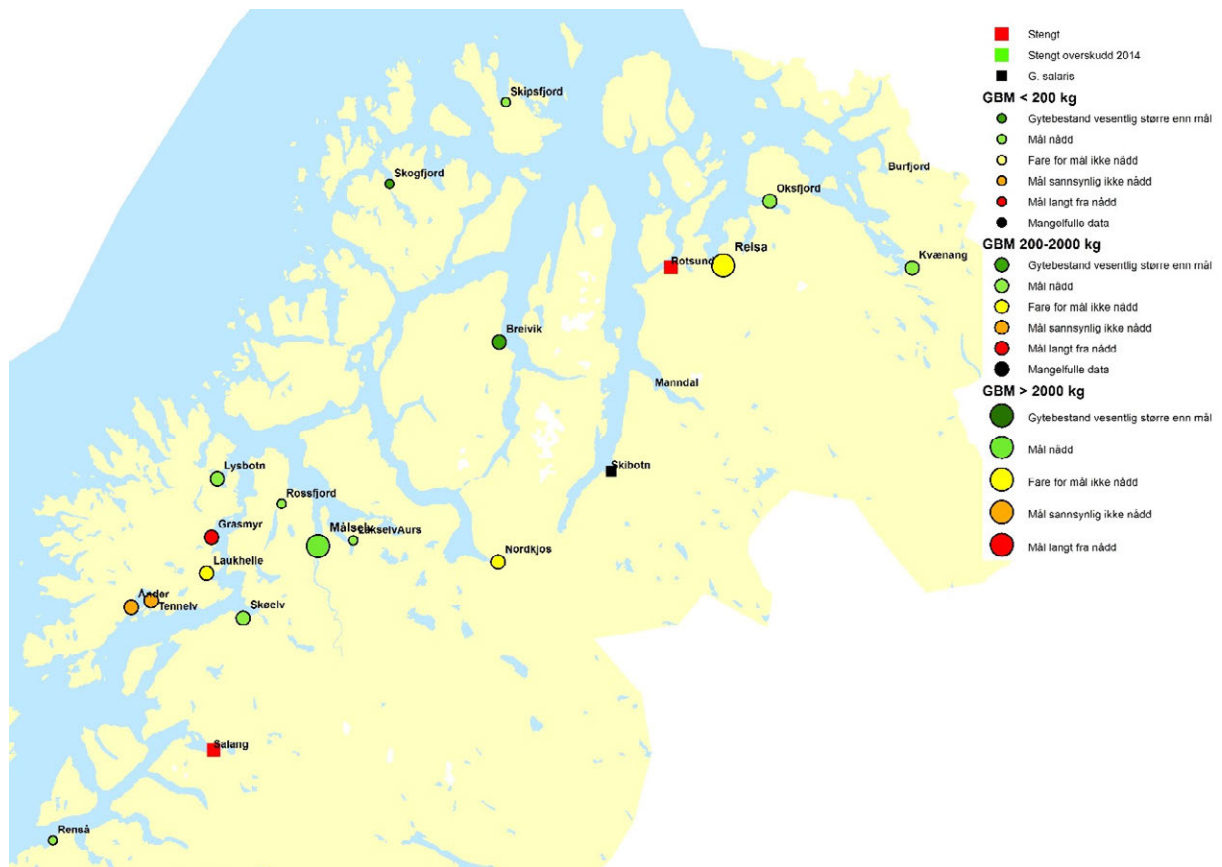 Stengt
Stengt overskudd 2014
G. salaris
GBM < 200 kg
Gytebestand vesentlig større enn mål
Mål nådd
Fare for mål ikke nådd
Mål sannsynlig ikke nådd
Mål langt fra nådd
Mangelfulle data
GBM 200-2000 kg
Gytebestand vesentlig større enn mål
Mål nådd
Fare for mål ikke nådd
Mål sannsynlig ikke nådd
Mål langt fra nådd
Mangelfulle data
GBM > 2000 kg
Gytebestand vesentlig større enn mål
Mål nådd
Fare for mål ikke nådd
Mål sannsynlig ikke nådd
Mål langt fra nådd
Skipsfjord
Skogfjord
Burfjord
Oksfjord
Reisa
Rotsund
Kvænang
Breivik
Manndal
Skibotn
Lysbotn
Rossfjord
Grasmyr
Målselv
LakselvAurs
Nordkjos
Laukhelle
Ånder
Tennelv
Skøelv
Salang
Renså